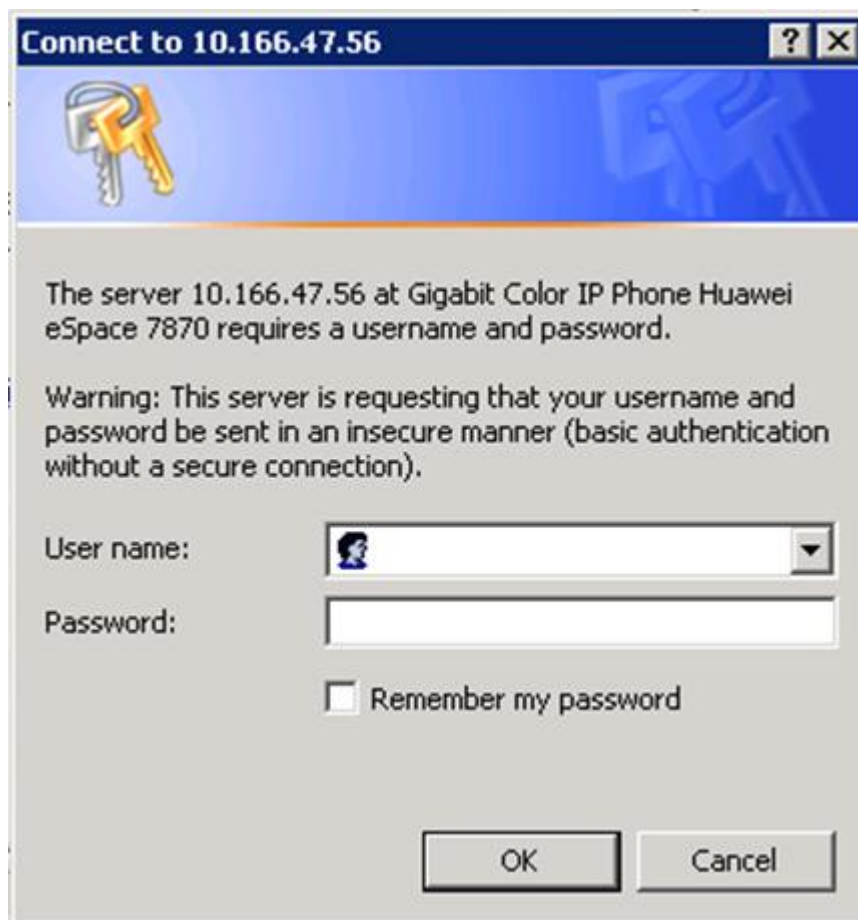 Connect to 10.166.47.56
The server 10.166.47.56 at Gigabit Color IP Phone Huawei
eSpace 7870 requires a username and password.
Warning: This server is requesting that your username and
password be sent in an insecure manner (basic authentication
without a secure connection).
User name:
Password:
Remember my password
OK Cancel